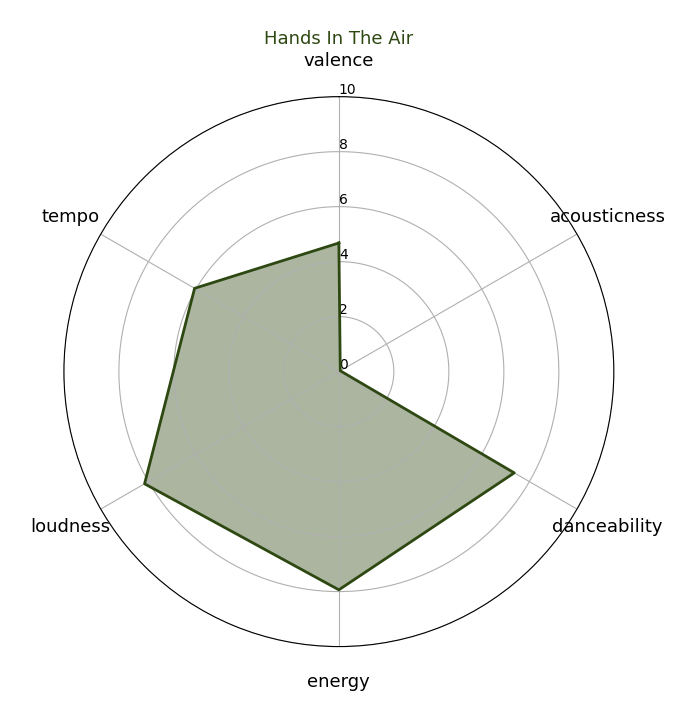 Hands In The Air
valence
10
8
6
4
2
0
tempo
acousticness
loudness
danceability
energy